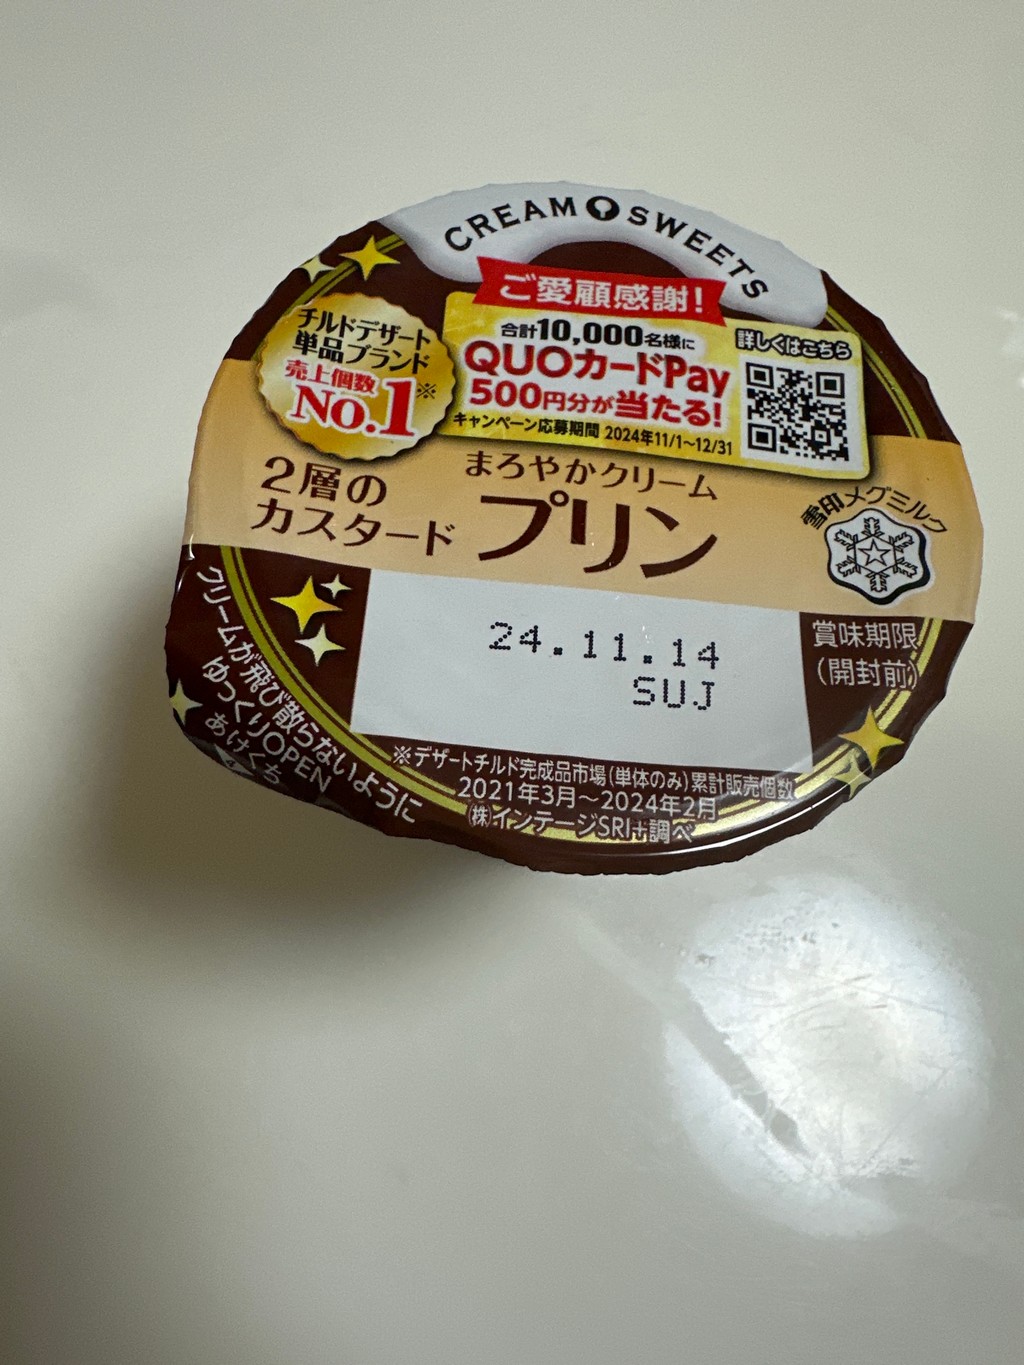 CREAM SWEETS
ご愛顧感謝!
合計10,000名様に
QUOカードPay
500円分が当たる!
キャンペーン応募期間 2024年11/1~12/31
詳しくはこちら
チルドデザート
単品ブランド
売上個数
No.1※
2層の
カスタード
まろやかクリーム
プリン
雪印メグミルク
24.11.14
SUJ
賞味期限
(開封前)
クリームが飛び散らないように
ゆっくりOPEN
あけくち
※デザートチルド完成品市場(単体のみ)累計販売個数
2021年3月~2024年2月
㈱インテージSRI+調べ